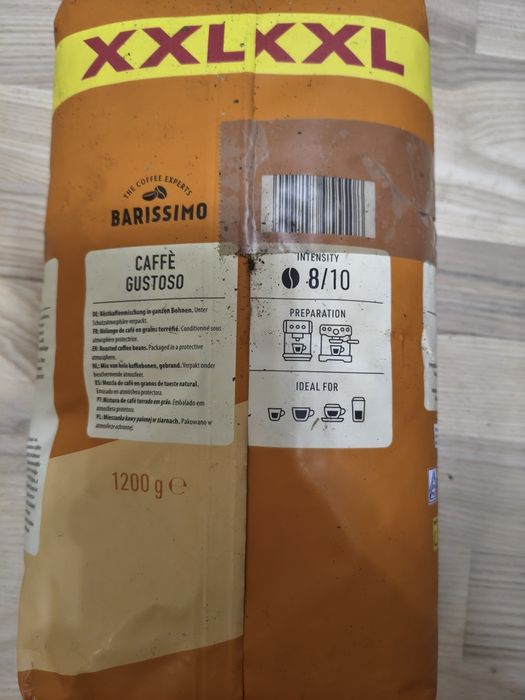 XXLXXL
THE COFFEE EXPERTS
BARISSIMO
CAFFÈ
GUSTOSO
DE: Röstkaffeemischung in ganzen Bohnen. Unter
Schutzatmosphäre verpackt.
FR: Mélange de café en grains torréfié. Conditionné sous
atmosphère protectrice.
EN: Roasted coffee beans. Packaged in a protective
atmosphere.
NL: Mix van hele koffiebonen, gebrand. Verpakt onder
beschermende atmosfeer.
ES: Mezcla de café en granos de tueste natural.
Envasado en atmósfera protectora.
PT: Mistura de café torrado em grão. Embalado em
atmosfera protetora.
PL: Mieszanka kawy palonej w ziarnach. Pakowano w
atmosferze ochronnej.
1200 g ℮
INTENSITY
8/10
PREPARATION
IDEAL FOR